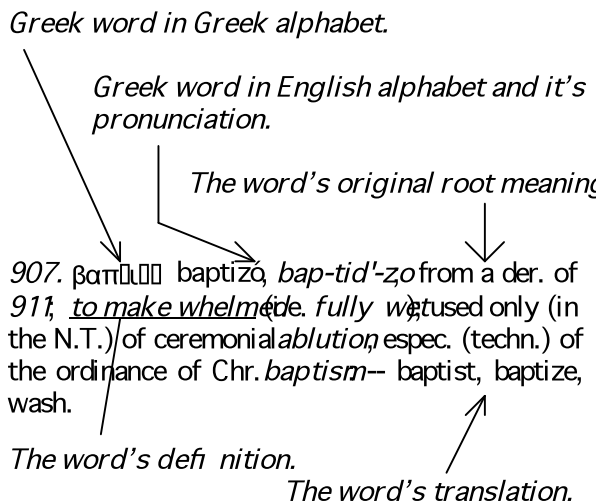 Greek word in Greek alphabet.
Greek word in English alphabet and it's
pronunciation.
The word's original root meaning
907. βαπ▯ι▯▯ baptizó, bap-tid'-zo; from a der. of
911; to make whelmed (i.e. fully wet); used only (in
the N.T.) of ceremonial ablution, espec. (techn.) of
the ordinance of Chr. baptism:-- baptist, baptize,
wash.
The word's defi nition.
The word's translation.